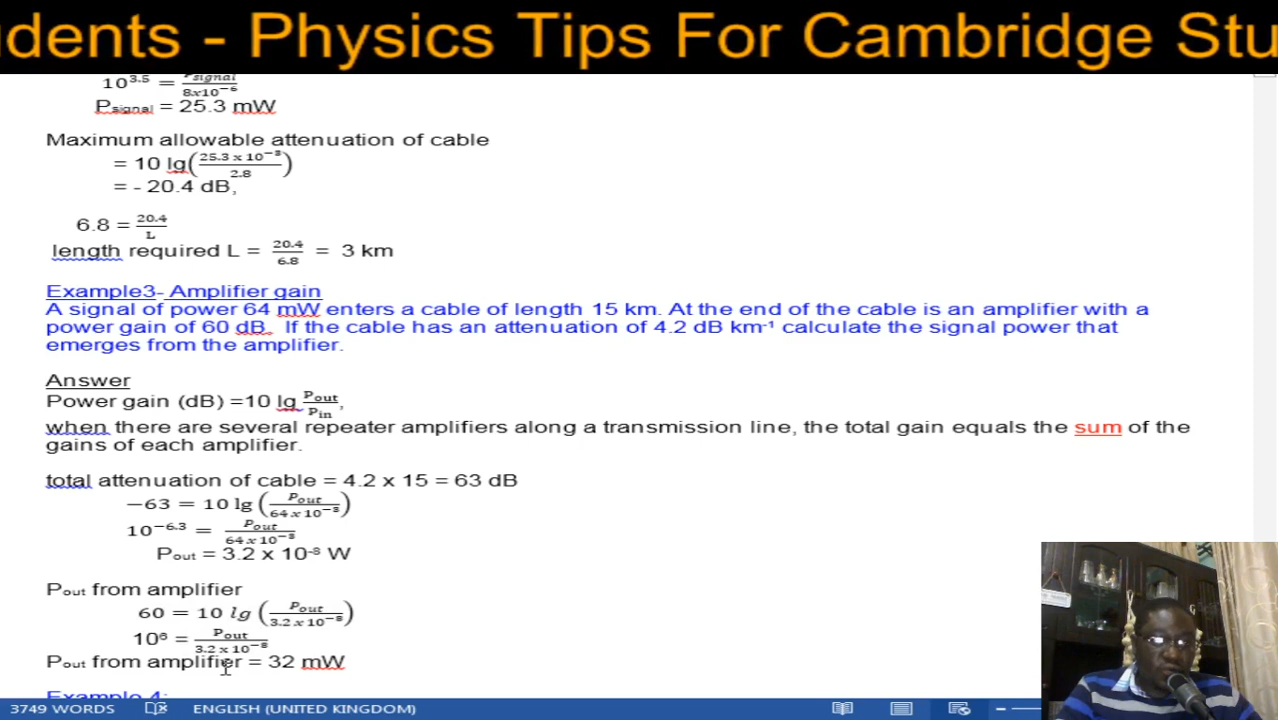 dents - Physics Tips For Cambridge Stu
10^3.5 = Psignal / 8x10^-6
Psignal = 25.3 mW
Maximum allowable attenuation of cable
= 10 lg(25.3 x 10^-3 / 2.8)
= - 20.4 dB,
6.8 = 20.4 / L
length required L = 20.4 / 6.8 = 3 km
Example3- Amplifier gain
A signal of power 64 mW enters a cable of length 15 km. At the end of the cable is an amplifier with a
power gain of 60 dB. If the cable has an attenuation of 4.2 dB km-1 calculate the signal power that
emerges from the amplifier.
Answer
Power gain (dB) =10 lg Pout / Pin,
when there are several repeater amplifiers along a transmission line, the total gain equals the sum of the
gains of each amplifier.
total attenuation of cable = 4.2 x 15 = 63 dB
−63 = 10 lg (Pout / 64 x 10^-3)
10^−6.3 = Pout / 64 x 10^-3
Pout = 3.2 x 10^-8 W
Pout from amplifier
60 = 10 lg (Pout / 3.2 x 10^-8)
10^6 = Pout / 3.2 x 10^-8
Pout from amplifier = 32 mW
Example 4:
3749 WORDS ENGLISH (UNITED KINGDOM)